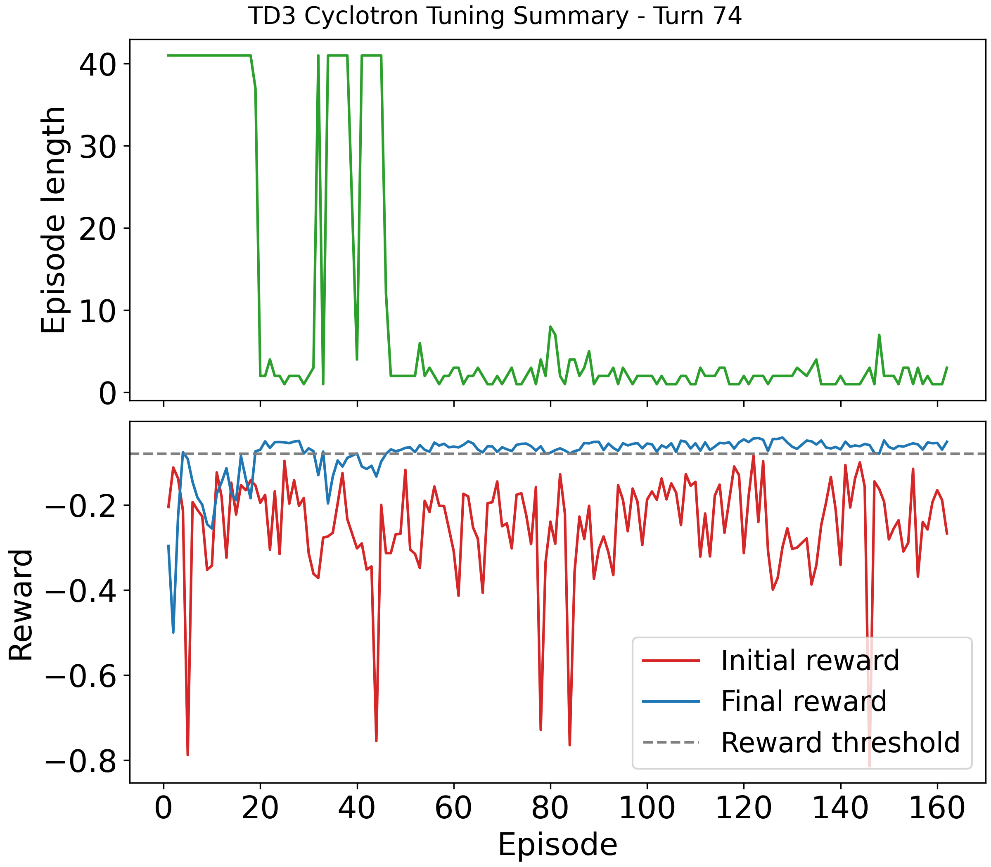 TD3 Cyclotron Tuning Summary - Turn 74
Episode length
40
30
20
10
0
Reward
−0.2
−0.4
−0.6
−0.8
Initial reward
Final reward
Reward threshold
0 20 40 60 80 100 120 140 160
Episode